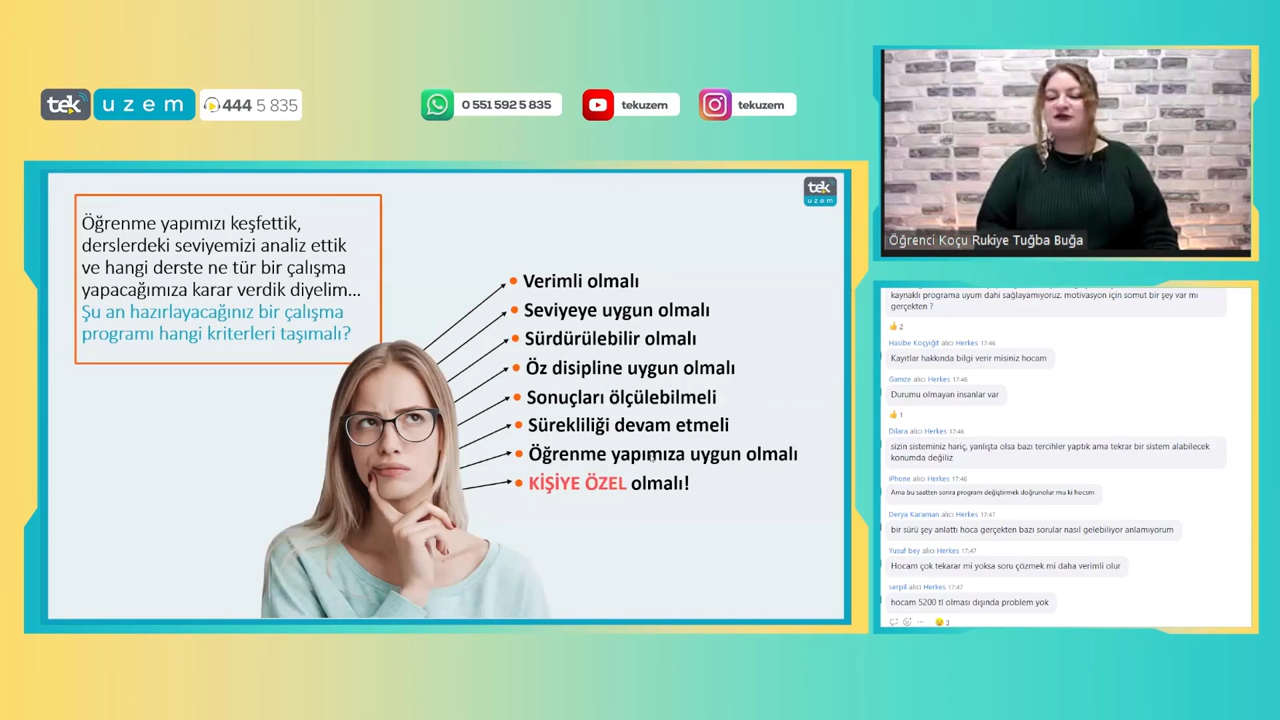 tek
uzem
444 5 835
0 551 592 5 835
tekuzem
tekuzem
tek
uzem
Öğrenme yapımızı keşfettik,
derslerdeki seviyemizi analiz ettik
ve hangi derste ne tür bir çalışma
yapacağımıza karar verdik diyelim...
Şu an hazırlayacağınız bir çalışma
programı hangi kriterleri taşımalı?
• Verimli olmalı
• Seviyeye uygun olmalı
• Sürdürülebilir olmalı
• Öz disipline uygun olmalı
• Sonuçları ölçülebilmeli
• Sürekliliği devam etmeli
• Öğrenme yapımıza uygun olmalı
• KİŞİYE ÖZEL olmalı!
Öğrenci Koçu Rukiye Tuğba Buğa
kaynaklı programa uyum dahi sağlayamıyoruz. motivasyon için somut bir şey var mı
gerçekten ?
👍 2
Hasibe Koçyiğit alıcı Herkes 17:46
Kayıtlar hakkında bilgi verir misiniz hocam
Gamze alıcı Herkes 17:46
Durumu olmayan insanlar var
👍 1
Dilara alıcı Herkes 17:46
sizin sisteminiz hariç, yanlışta olsa bazı tercihler yaptık ama tekrar bir sistem alabilecek
konumda değiliz
iPhone alıcı Herkes 17:46
Ama bu saatten sonra program değiştirmek doğrunolur mu ki hocsm
Derya Karaman alıcı Herkes 17:47
bir sürü şey anlattı hoca gerçekten bazı sorular nasıl gelebiliyor anlamıyorum
Yusuf bey alıcı Herkes 17:47
Hocam çok tekarar mi yoksa soru çözmek mi daha verimli olur
serpil alıcı Herkes 17:47
hocam 5200 tl olması dışında problem yok
3